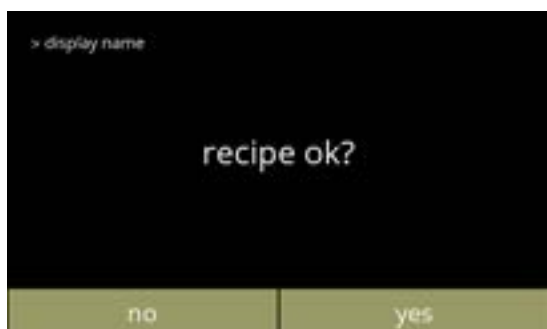 > display name
recipe ok?
no
yes